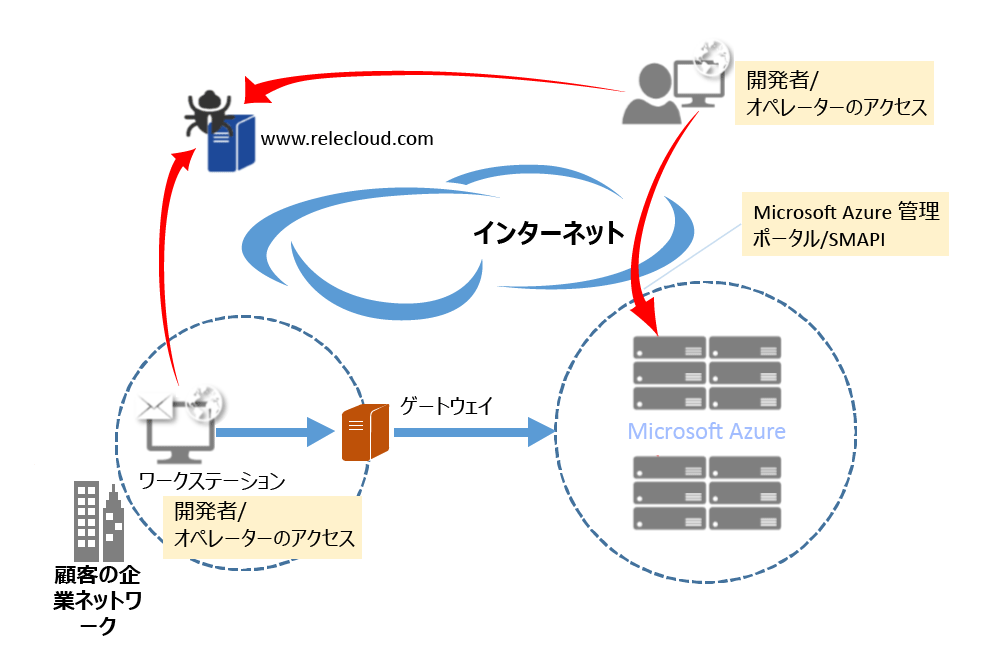 開発者/
オペレーターのアクセス
www.relecloud.com
Microsoft Azure 管理
ポータル/SMAPI
インターネット
ゲートウェイ
Microsoft Azure
ワークステーション
開発者/
オペレーターのアクセス
顧客の企
業ネットワ
ーク